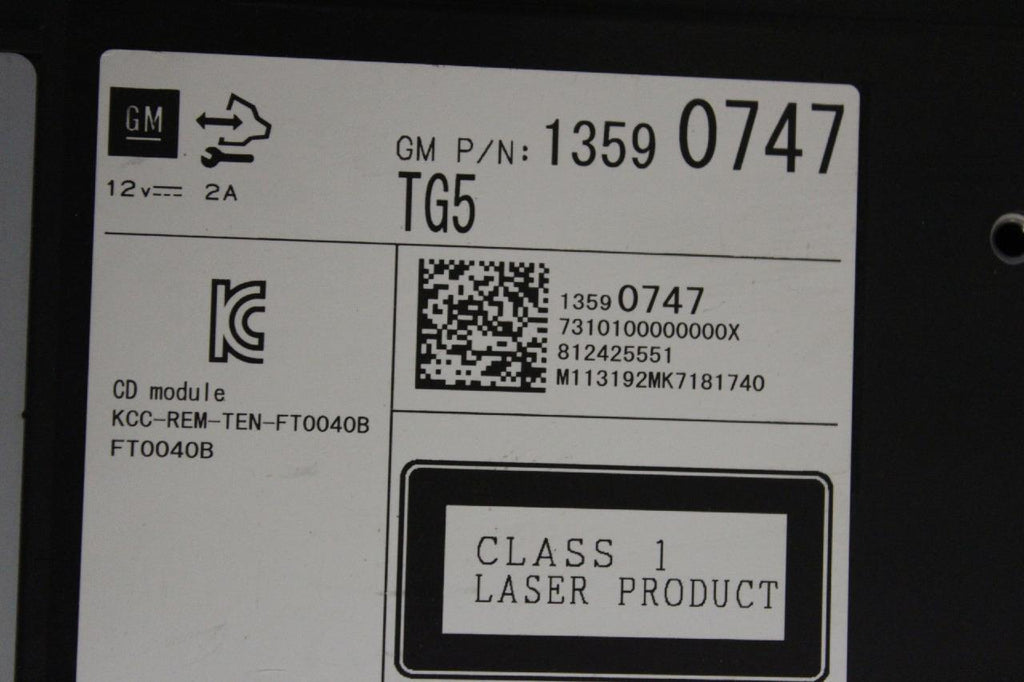 GM
12v⎓ 2A
GM P/N: 1359 0747
TG5
KC
CD module
KCC-REM-TEN-FT0040B
FT0040B
1359 0747
7310100000000X
812425551
M113192MK7181740
CLASS 1
LASER PRODUCT